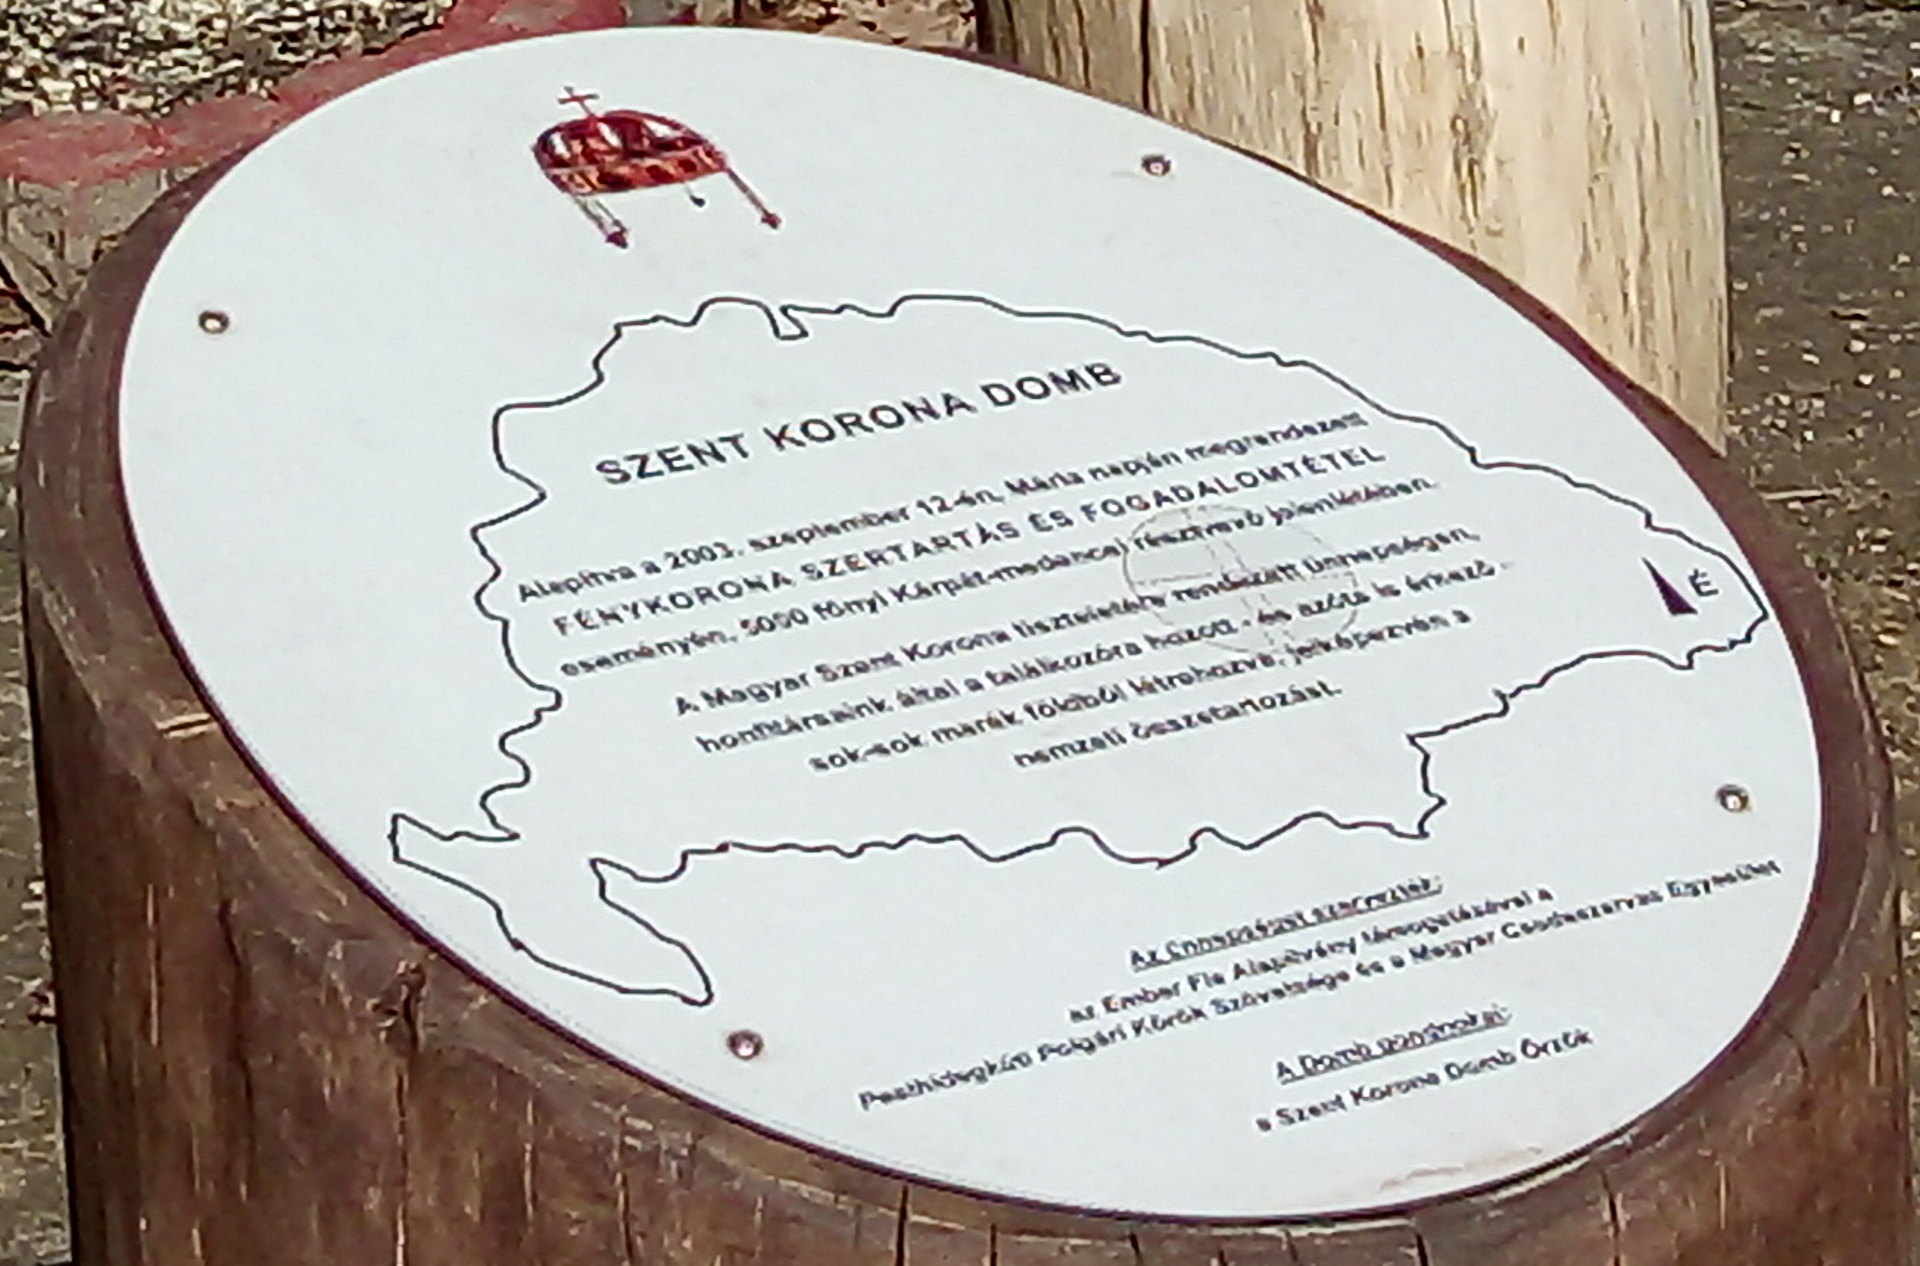 SZENT KORONA DOMB
Alapítva a 2003. szeptember 12-én, Mária napján megrendezett
FÉNYKORONA SZERTARTÁS ÉS FOGADALOMTÉTEL
eseményén, 5000 főnyi Kárpát-medencei résztvevő jelenlétében.
A Magyar Szent Korona tiszteletére rendezett ünnepségen,
honfitársaink által a találkozóra hozott - és azóta is érkező -
sok-sok marék földből létrehozva, jelképezvén a
nemzeti összetartozást.
É
Az Ünnepséget szervezték:
az Ember Fia Alapítvány támogatásával a
Pesthidegkúti Polgári Körök Szövetsége és a Magyar Csodaszarvas Egyesület
A Domb gondnokai:
a Szent Korona Domb Őrzők